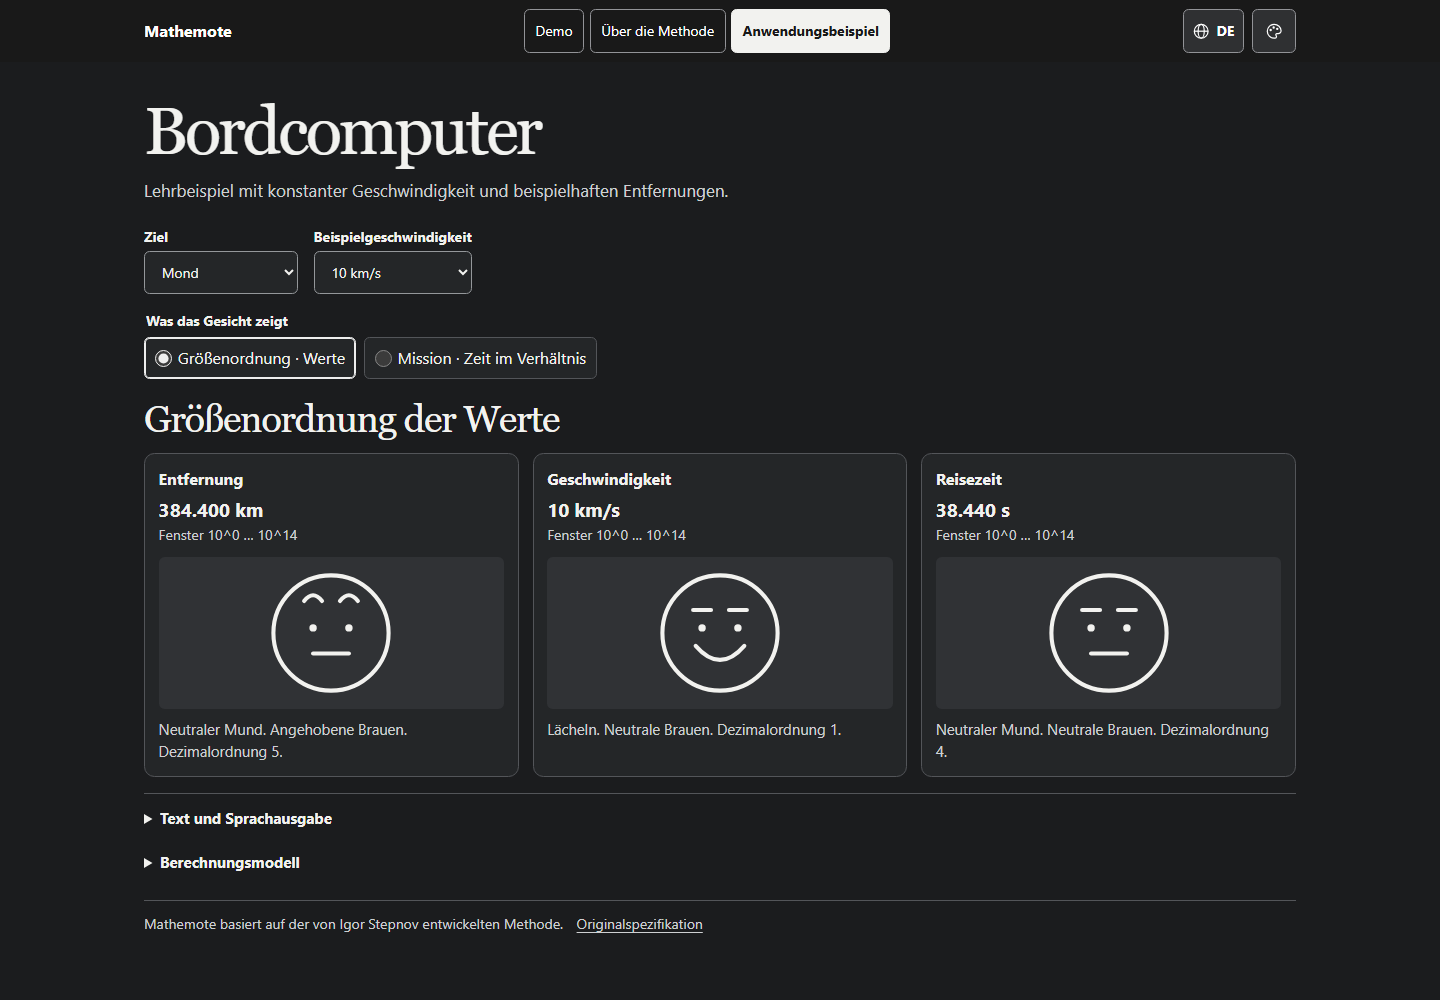 Mathemote
Demo
Über die Methode
Anwendungsbeispiel
DE
Bordcomputer
Lehrbeispiel mit konstanter Geschwindigkeit und beispielhaften Entfernungen.
Ziel
Beispielgeschwindigkeit
Mond
10 km/s
Was das Gesicht zeigt
Größenordnung · Werte
Mission · Zeit im Verhältnis
Größenordnung der Werte
Entfernung
384.400 km
Fenster 10^0 … 10^14
Neutraler Mund. Angehobene Brauen.
Dezimalordnung 5.
Geschwindigkeit
10 km/s
Fenster 10^0 … 10^14
Lächeln. Neutrale Brauen. Dezimalordnung 1.
Reisezeit
38.440 s
Fenster 10^0 … 10^14
Neutraler Mund. Neutrale Brauen. Dezimalordnung
4.
Text und Sprachausgabe
Berechnungsmodell
Mathemote basiert auf der von Igor Stepnov entwickelten Methode. Originalspezifikation